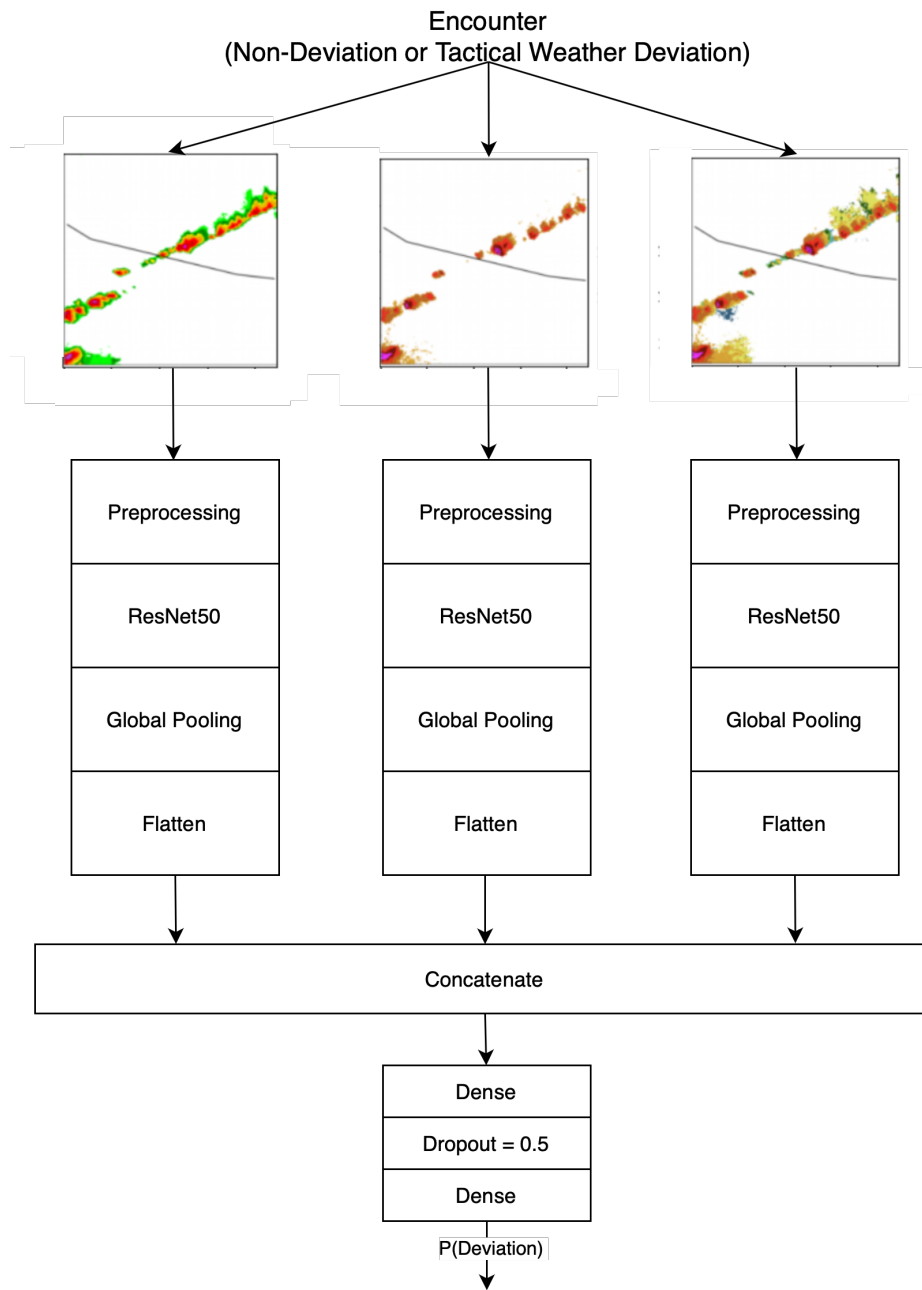 Encounter
(Non-Deviation or Tactical Weather Deviation)
Preprocessing
Preprocessing
Preprocessing
ResNet50
ResNet50
ResNet50
Global Pooling
Global Pooling
Global Pooling
Flatten
Flatten
Flatten
Concatenate
Dense
Dropout = 0.5
Dense
P(Deviation)